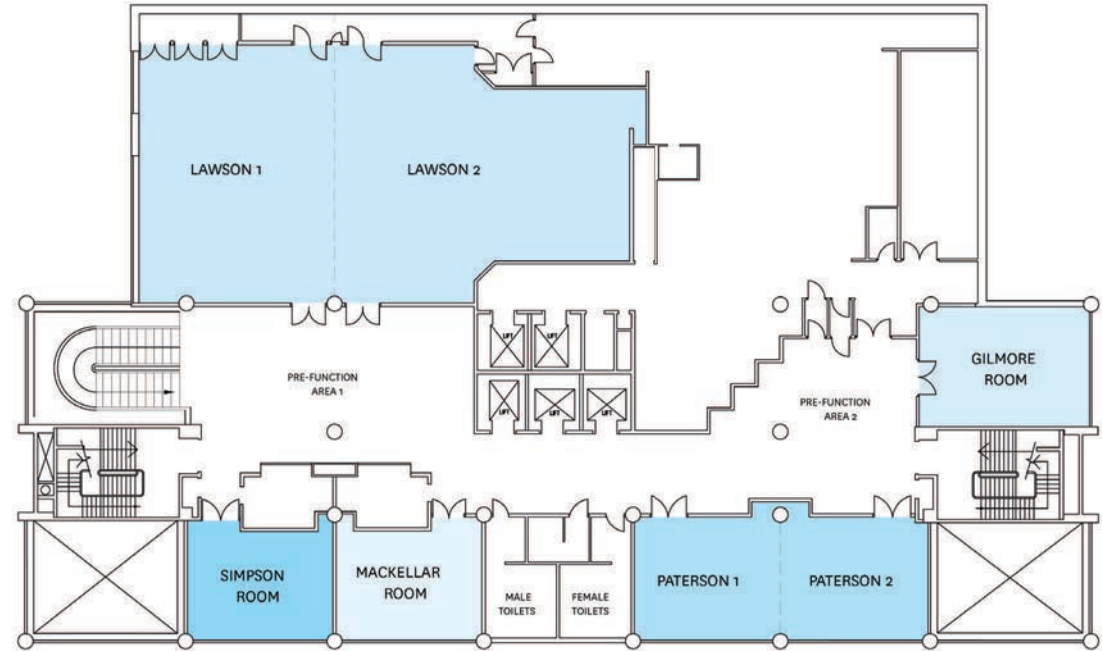 LAWSON 1
LAWSON 2
LIFT
LIFT
GILMORE
ROOM
PRE-FUNCTION
AREA 1
LIFT
LIFT
LIFT
PRE-FUNCTION
AREA 2
SIMPSON
ROOM
MACKELLAR
ROOM
MALE
TOILETS
FEMALE
TOILETS
PATERSON 1
PATERSON 2